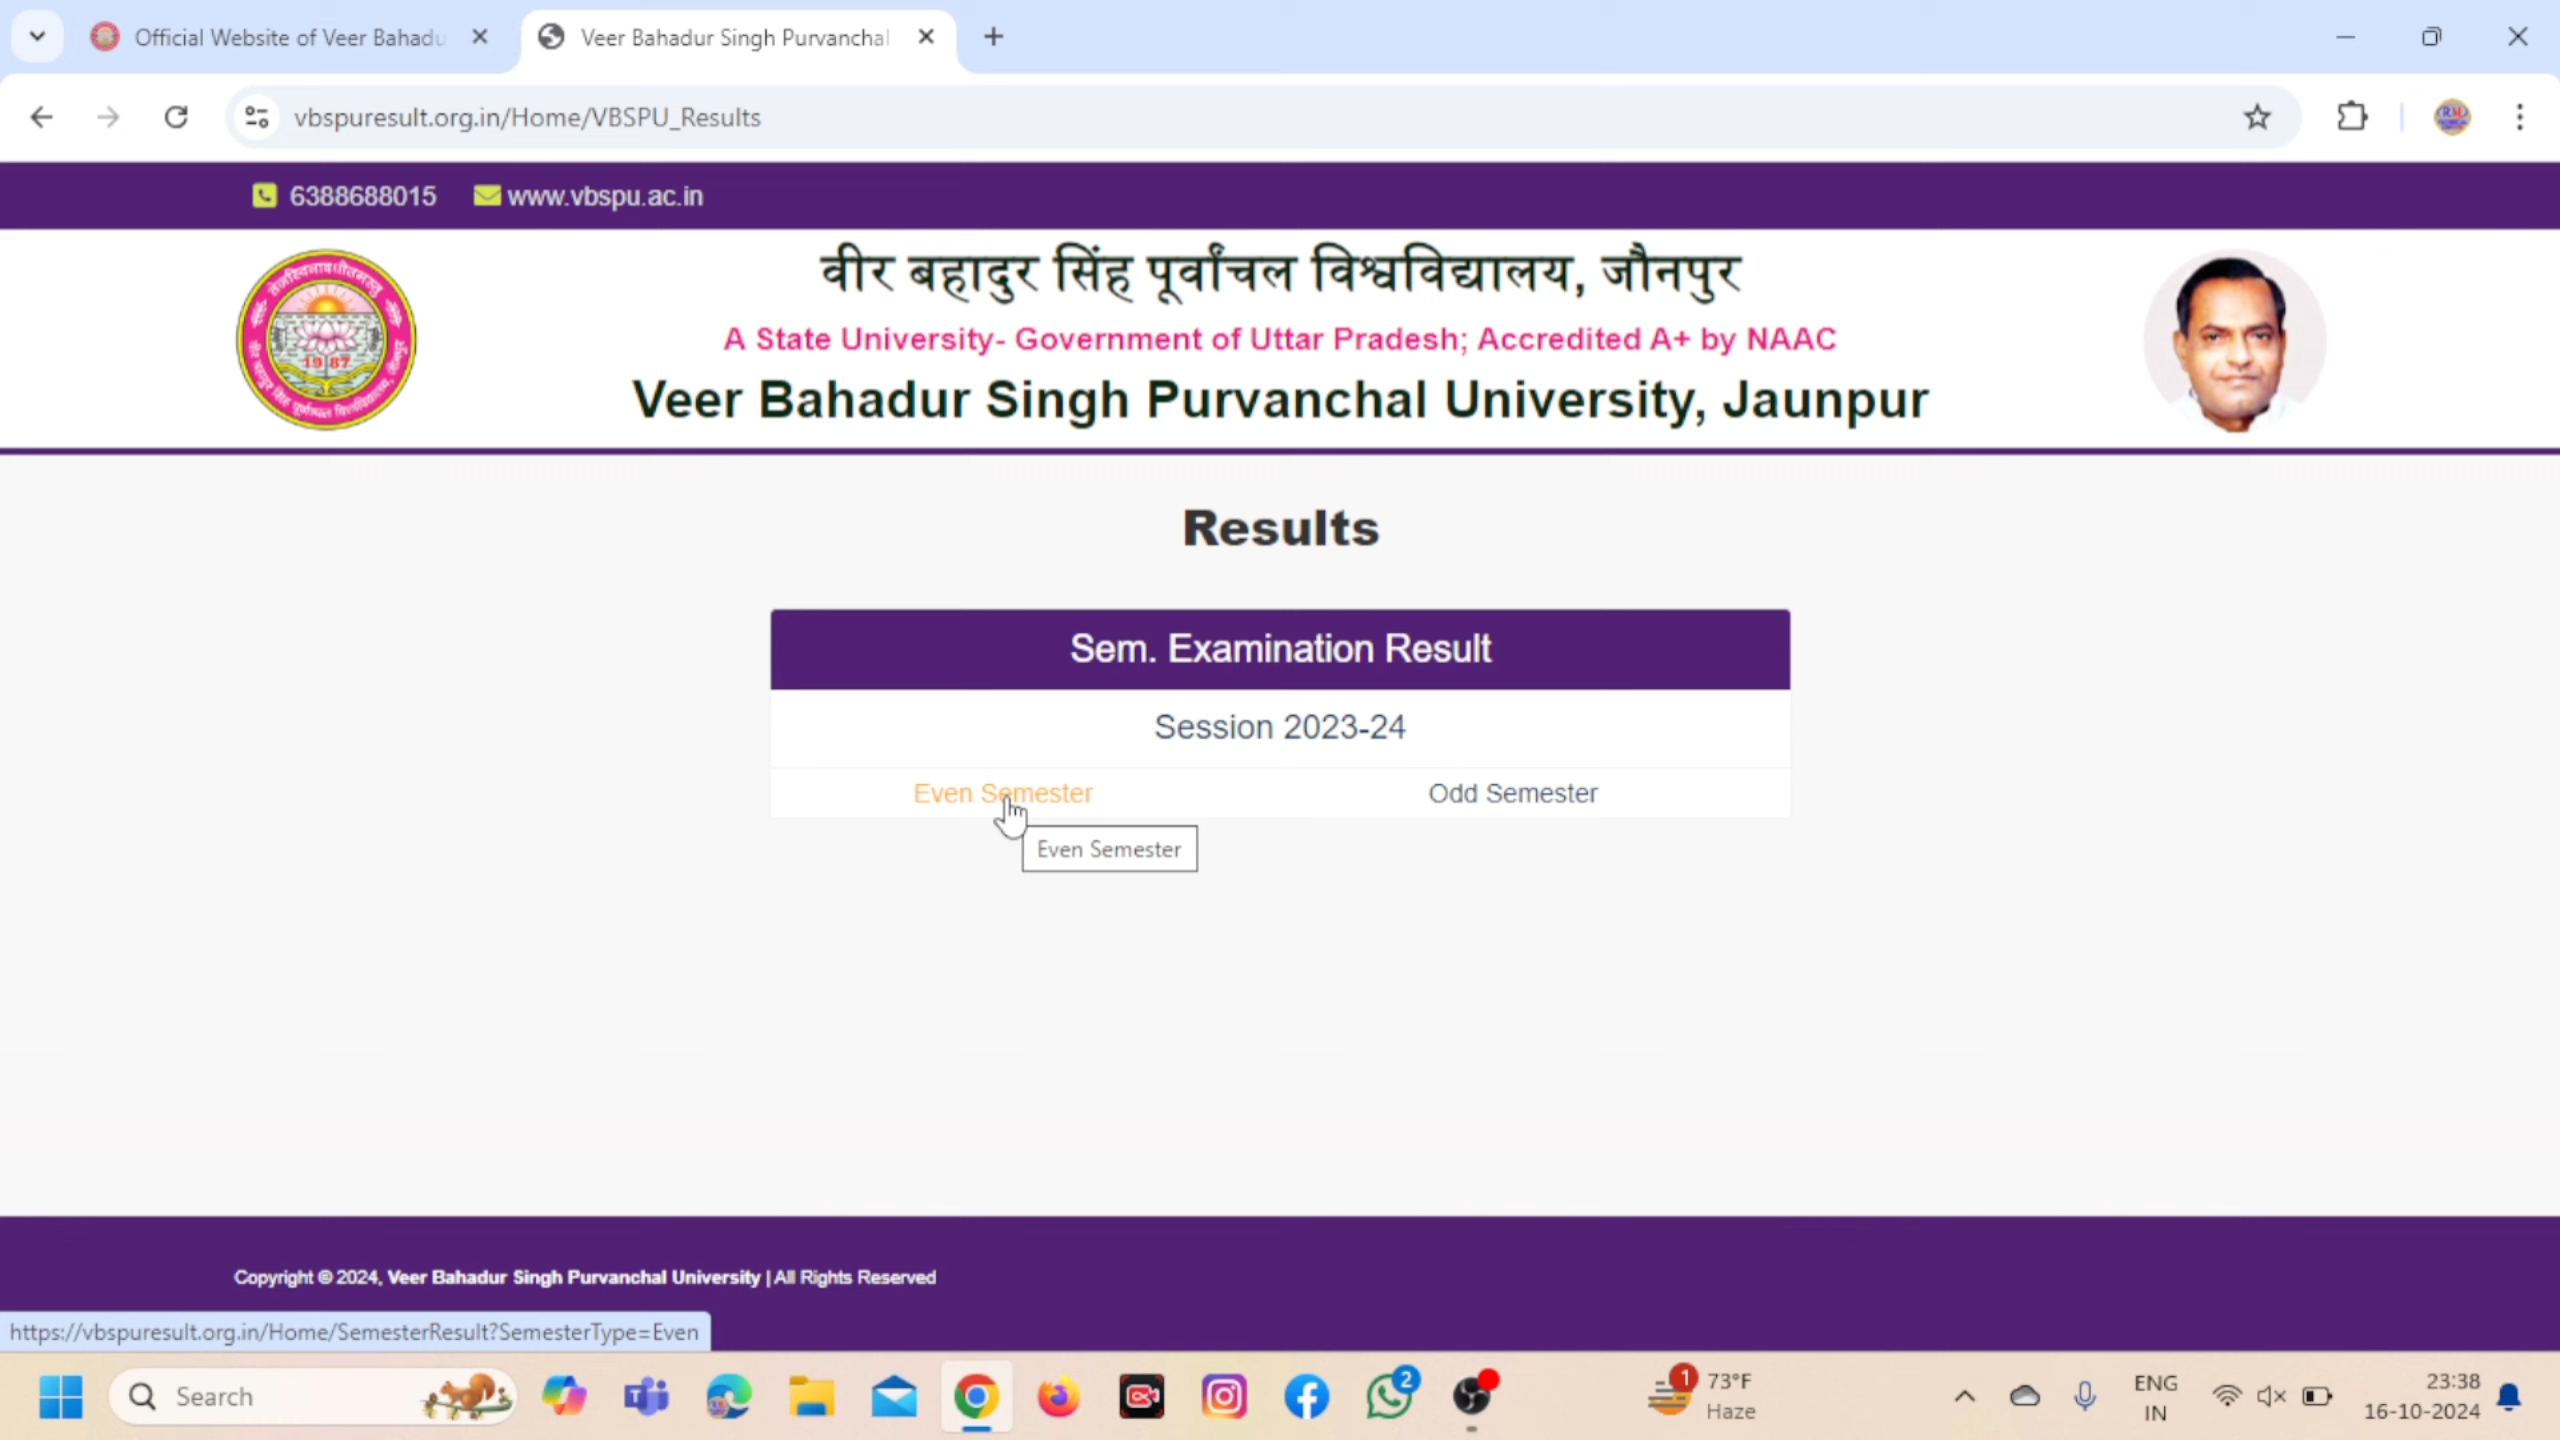 Official Website of Veer Bahadu
Veer Bahadur Singh Purvanchal
vbspuresult.org.in/Home/VBSPU_Results
6388688015 www.vbspu.ac.in
1987
वीर बहादुर सिंह पूर्वांचल विश्वविद्यालय, जौनपुर
A State University- Government of Uttar Pradesh; Accredited A+ by NAAC
Veer Bahadur Singh Purvanchal University, Jaunpur
Results
Sem. Examination Result
Session 2023-24
Even Semester Odd Semester
Even Semester
Copyright © 2024, Veer Bahadur Singh Purvanchal University | All Rights Reserved
https://vbspuresult.org.in/Home/SemesterResult?SemesterType=Even
Search
2
1
73°F
Haze
ENG
IN
23:38
16-10-2024